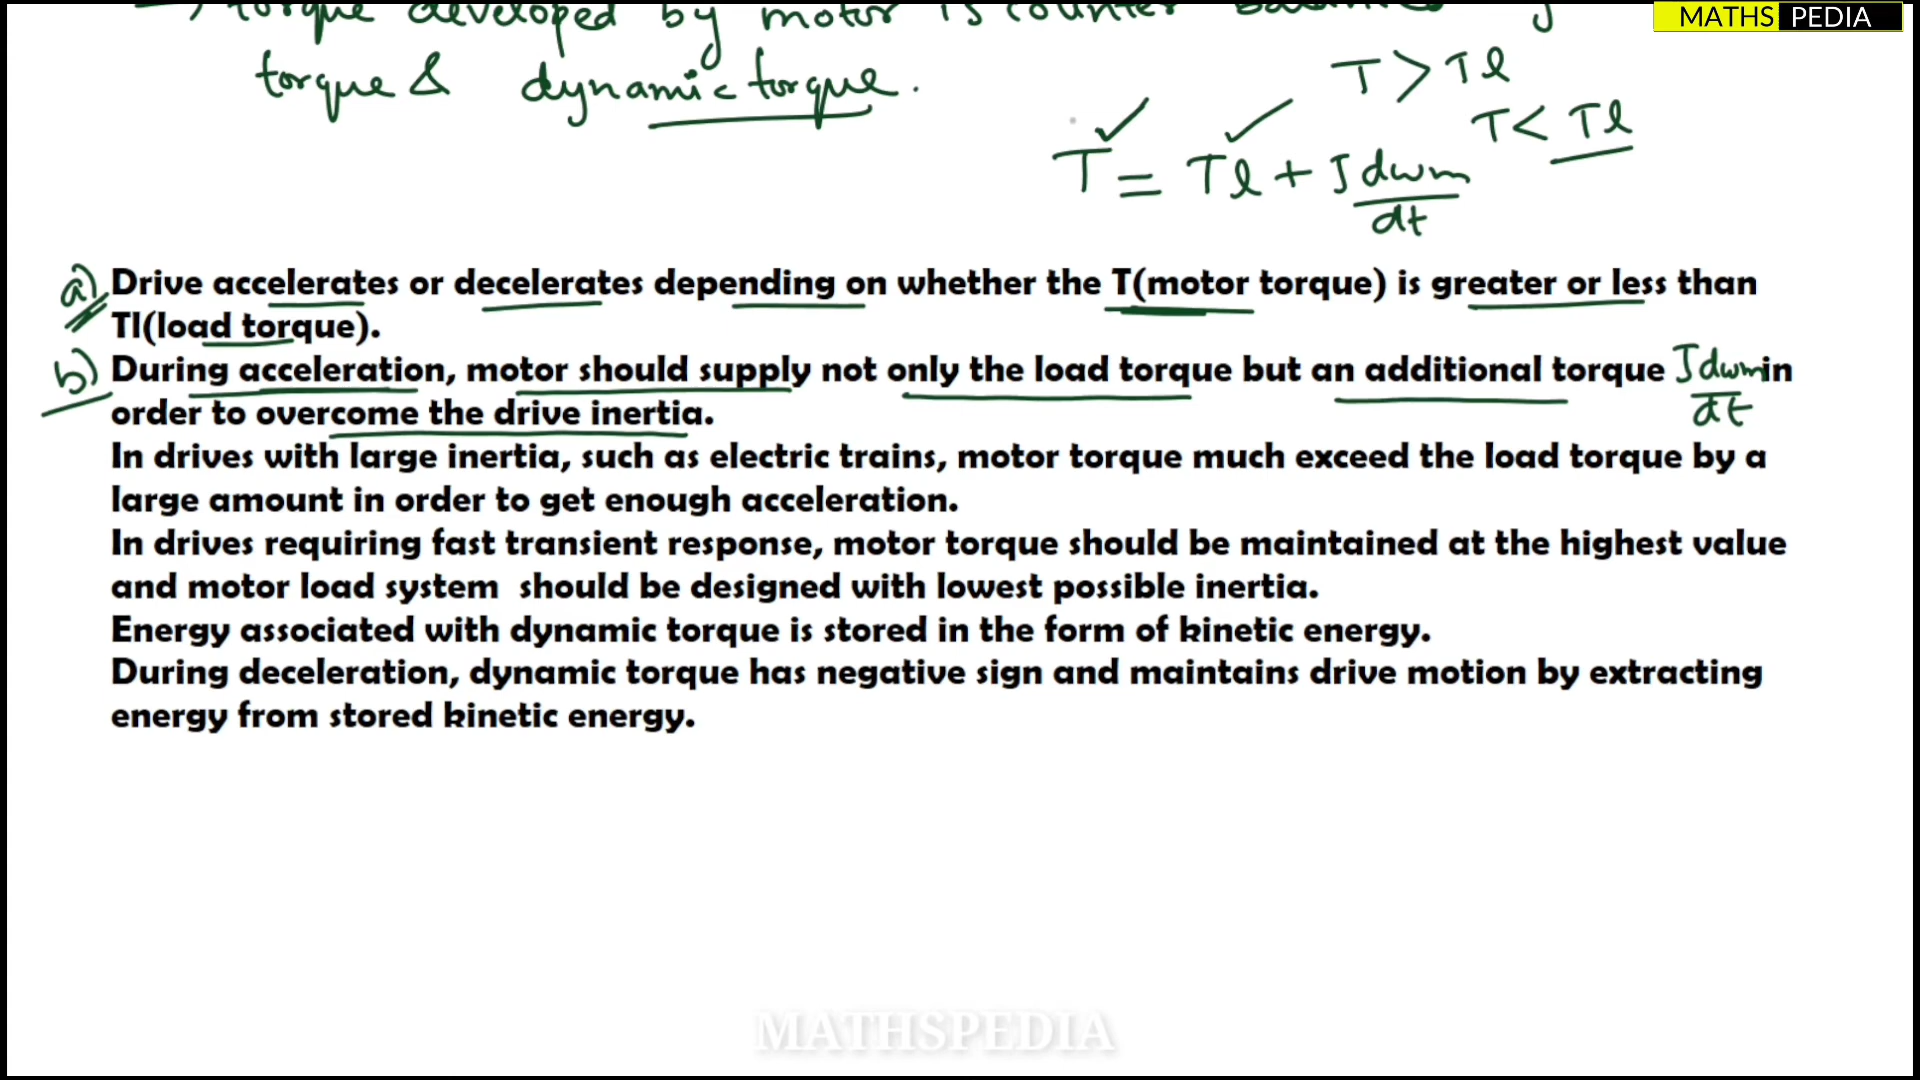 MATHS PEDIA
torque developed by motor is counter
torque & dynamic torque.
T > Tl
T < Tl
T = Tl + J dwm/dt
a) Drive accelerates or decelerates depending on whether the T(motor torque) is greater or less than
Tl(load torque).
b) During acceleration, motor should supply not only the load torque but an additional torque J dwm/dt in
order to overcome the drive inertia.
In drives with large inertia, such as electric trains, motor torque much exceed the load torque by a
large amount in order to get enough acceleration.
In drives requiring fast transient response, motor torque should be maintained at the highest value
and motor load system should be designed with lowest possible inertia.
Energy associated with dynamic torque is stored in the form of kinetic energy.
During deceleration, dynamic torque has negative sign and maintains drive motion by extracting
energy from stored kinetic energy.
MATHSPEDIA